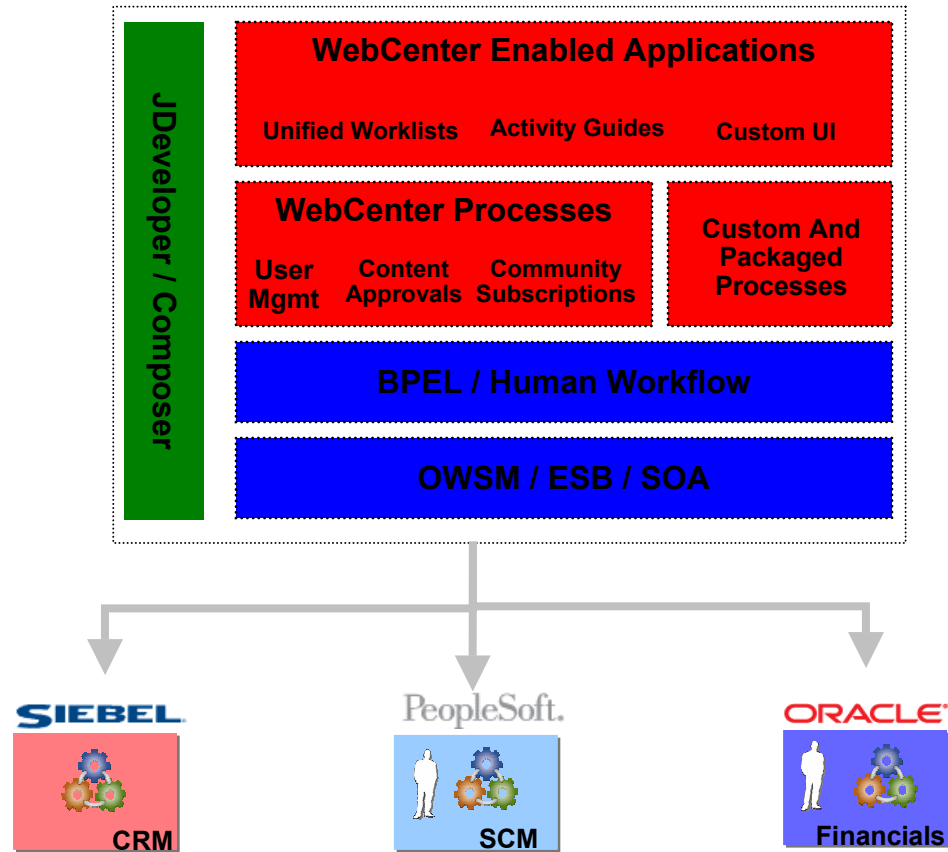 JDeveloper / Composer
WebCenter Enabled Applications
Unified Worklists
Activity Guides
Custom UI
WebCenter Processes
User
Mgmt
Content
Approvals
Community
Subscriptions
Custom And
Packaged
Processes
BPEL / Human Workflow
OWSM / ESB / SOA
SIEBEL.
CRM
PeopleSoft.
SCM
ORACLE®
Financials